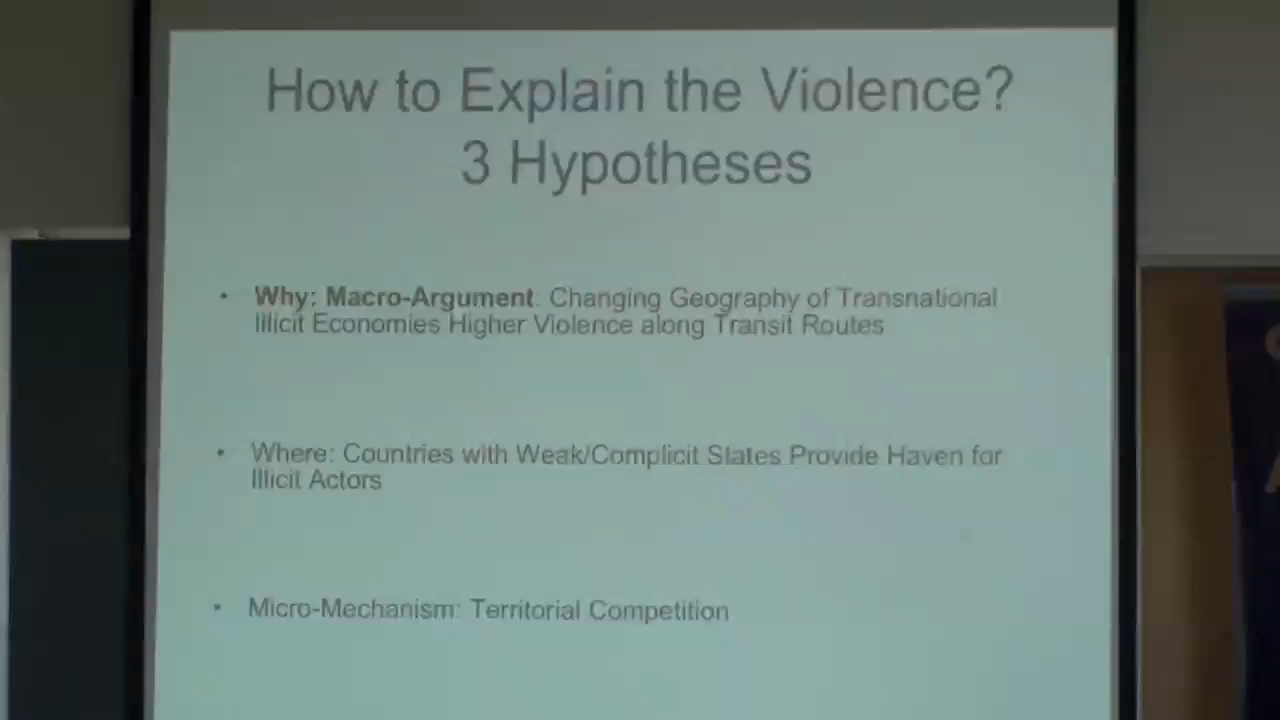 How to Explain the Violence?
3 Hypotheses
• Why: Macro-Argument: Changing Geography of Transnational
Illicit Economies Higher Violence along Transit Routes
• Where: Countries with Weak/Complicit States Provide Haven for
Illicit Actors
• Micro-Mechanism: Territorial Competition